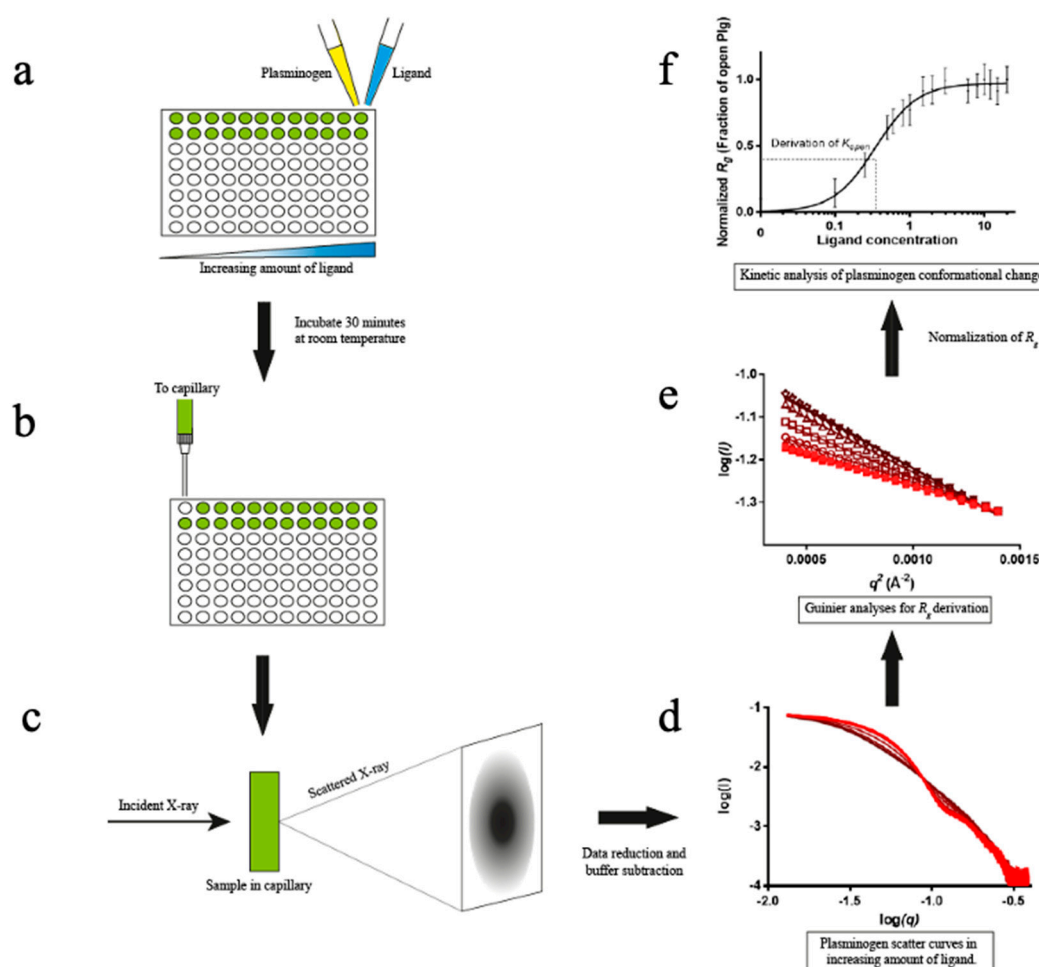 a
Plasminogen
Ligand
Increasing amount of ligand
Incubate 30 minutes
at room temperature
b
To capillary
c
Incident X-ray
Scattered X-ray
Sample in capillary
Data reduction and
buffer subtraction
d
log(I)
-1
-2
-3
-4
-2.0
-1.5
-1.0
-0.5
log(q)
Plasminogen scatter curves in
increasing amount of ligand.
e
log(I)
-1.0
-1.1
-1.2
-1.3
0.0005
0.0010
0.0015
q² (A⁻²)
Guinier analyses for Rg derivation
Normalization of Rg
f
Normalized Rg (Fraction of open Plg)
1.0
0.5
0.0
Derivation of Kopen
0
0.1
1
10
Ligand concentration
Kinetic analysis of plasminogen conformational change